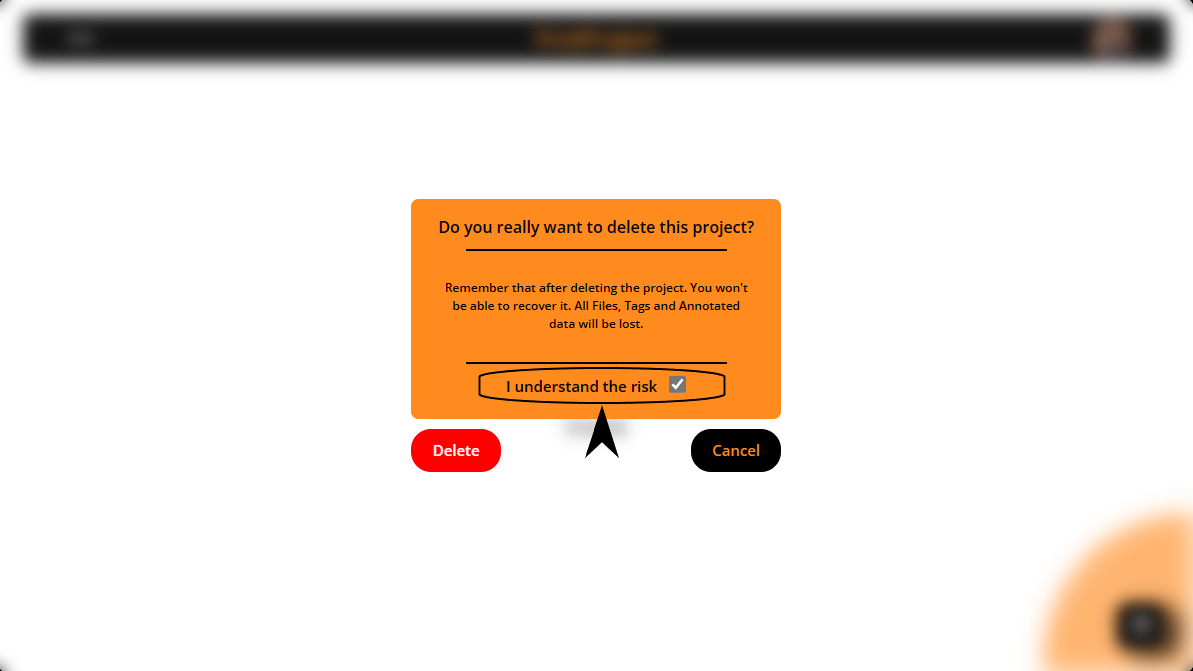 Do you really want to delete this project?
Remember that after deleting the project. You won't
be able to recover it. All Files, Tags and Annotated
data will be lost.
I understand the risk
Delete
Cancel